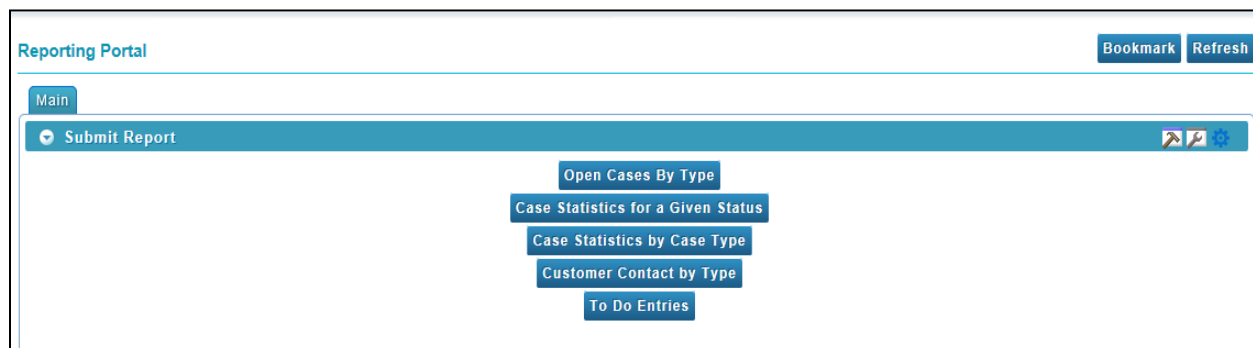 Reporting Portal
Bookmark Refresh
Main
Submit Report
Open Cases By Type
Case Statistics for a Given Status
Case Statistics by Case Type
Customer Contact by Type
To Do Entries